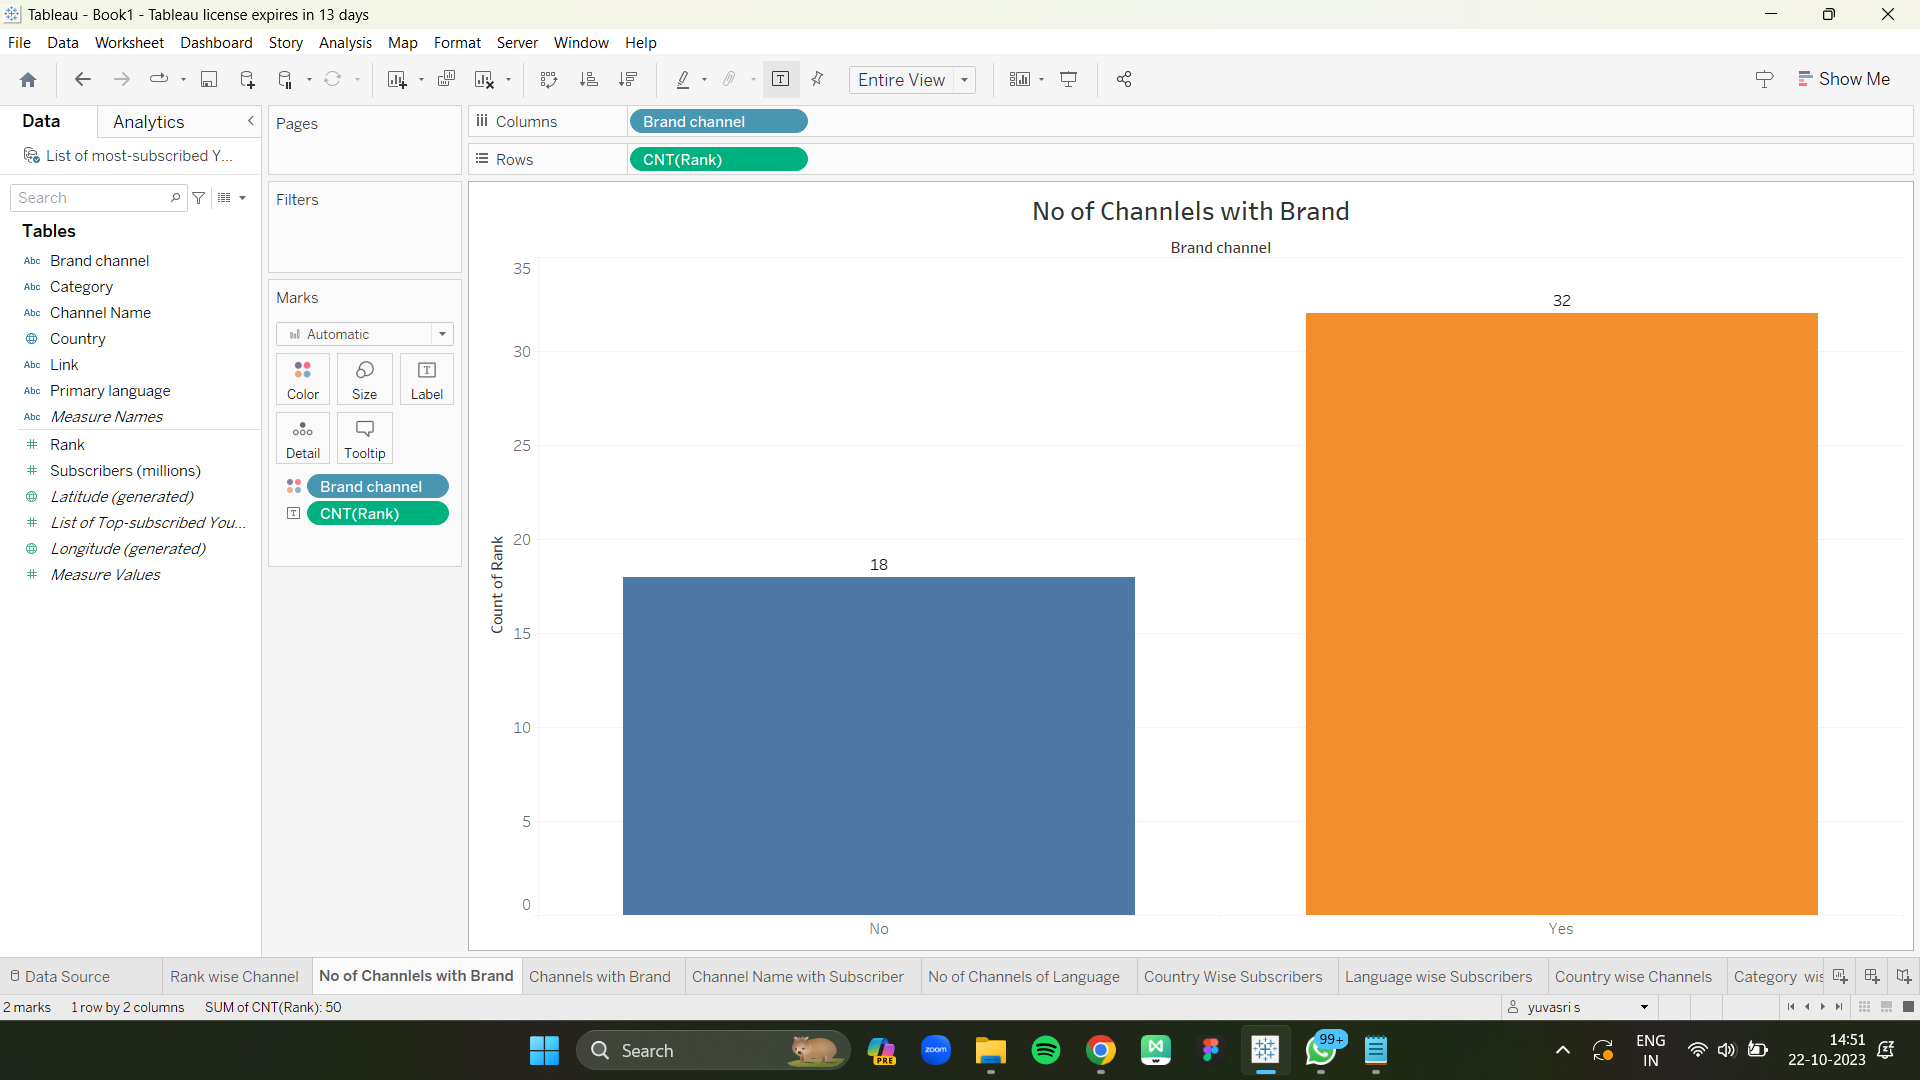 Tableau - Book1 - Tableau license expires in 13 days
File Data Worksheet Dashboard Story Analysis Map Format Server Window Help
Entire View
Show Me
Data Analytics
List of most-subscribed Y...
Search
Tables
Abc Brand channel
Abc Category
Abc Channel Name
Country
Abc Link
Abc Primary language
Abc Measure Names
Rank
Subscribers (millions)
Latitude (generated)
List of Top-subscribed You...
Longitude (generated)
Measure Values
Pages
Filters
Marks
Automatic
Color Size Label
Detail Tooltip
Brand channel
CNT(Rank)
Columns Brand channel
Rows CNT(Rank)
No of Channlels with Brand
Brand channel
Count of Rank
35
30
25
20
15
10
5
0
18
32
No Yes
Data Source Rank wise Channel No of Channlels with Brand Channels with Brand Channel Name with Subscriber No of Channels of Language Country Wise Subscribers Language wise Subscribers Country wise Channels Category wis
2 marks 1 row by 2 columns SUM of CNT(Rank): 50 yuvasri s
Search PRE zoom 99+ ENG IN 14:51
22-10-2023